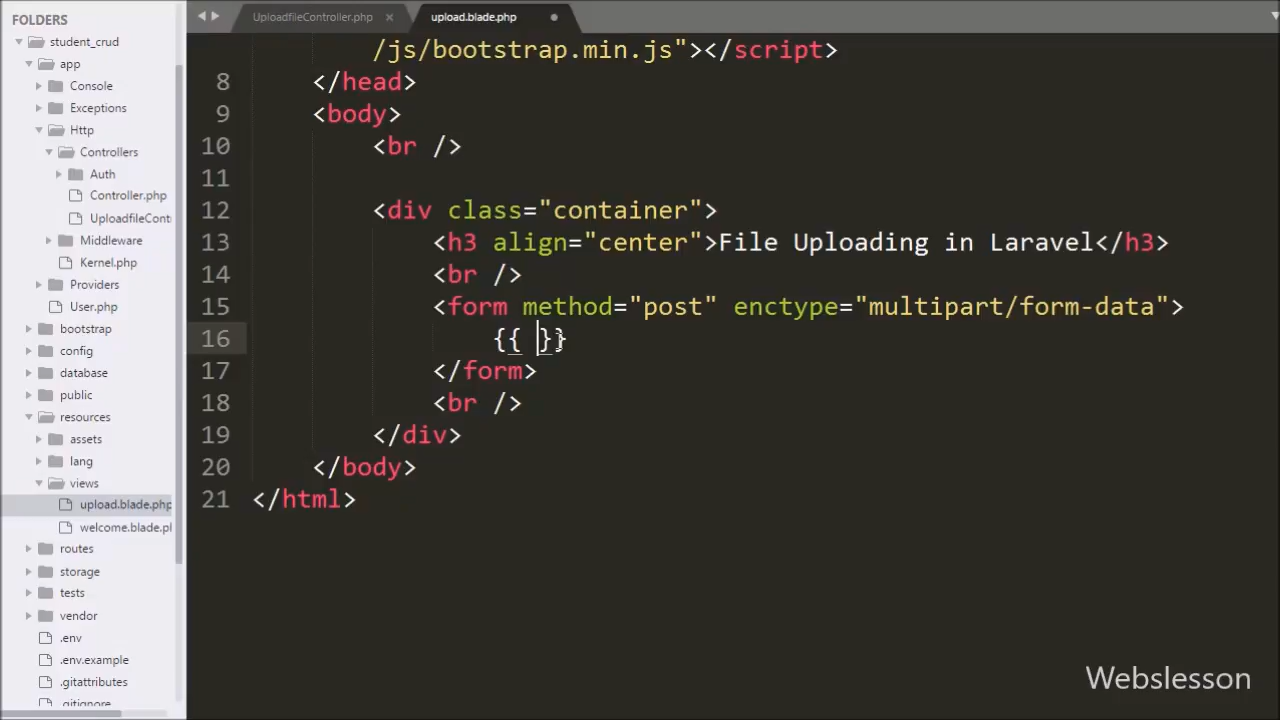 FOLDERS
student_crud
app
Console
Exceptions
Http
Controllers
Auth
Controller.php
UploadfileCont
Middleware
Kernel.php
Providers
User.php
bootstrap
config
database
public
resources
assets
lang
views
upload.blade.php
welcome.blade.pl
routes
storage
tests
vendor
.env
.env.example
.gitattributes
.gitignore
UploadfileController.php
upload.blade.php
/js/bootstrap.min.js"></script>
8 </head>
9 <body>
10 <br />
11
12 <div class="container">
13 <h3 align="center">File Uploading in Laravel</h3>
14 <br />
15 <form method="post" enctype="multipart/form-data">
16 {{ }}
17 </form>
18 <br />
19 </div>
20 </body>
21 </html>
Webslesson